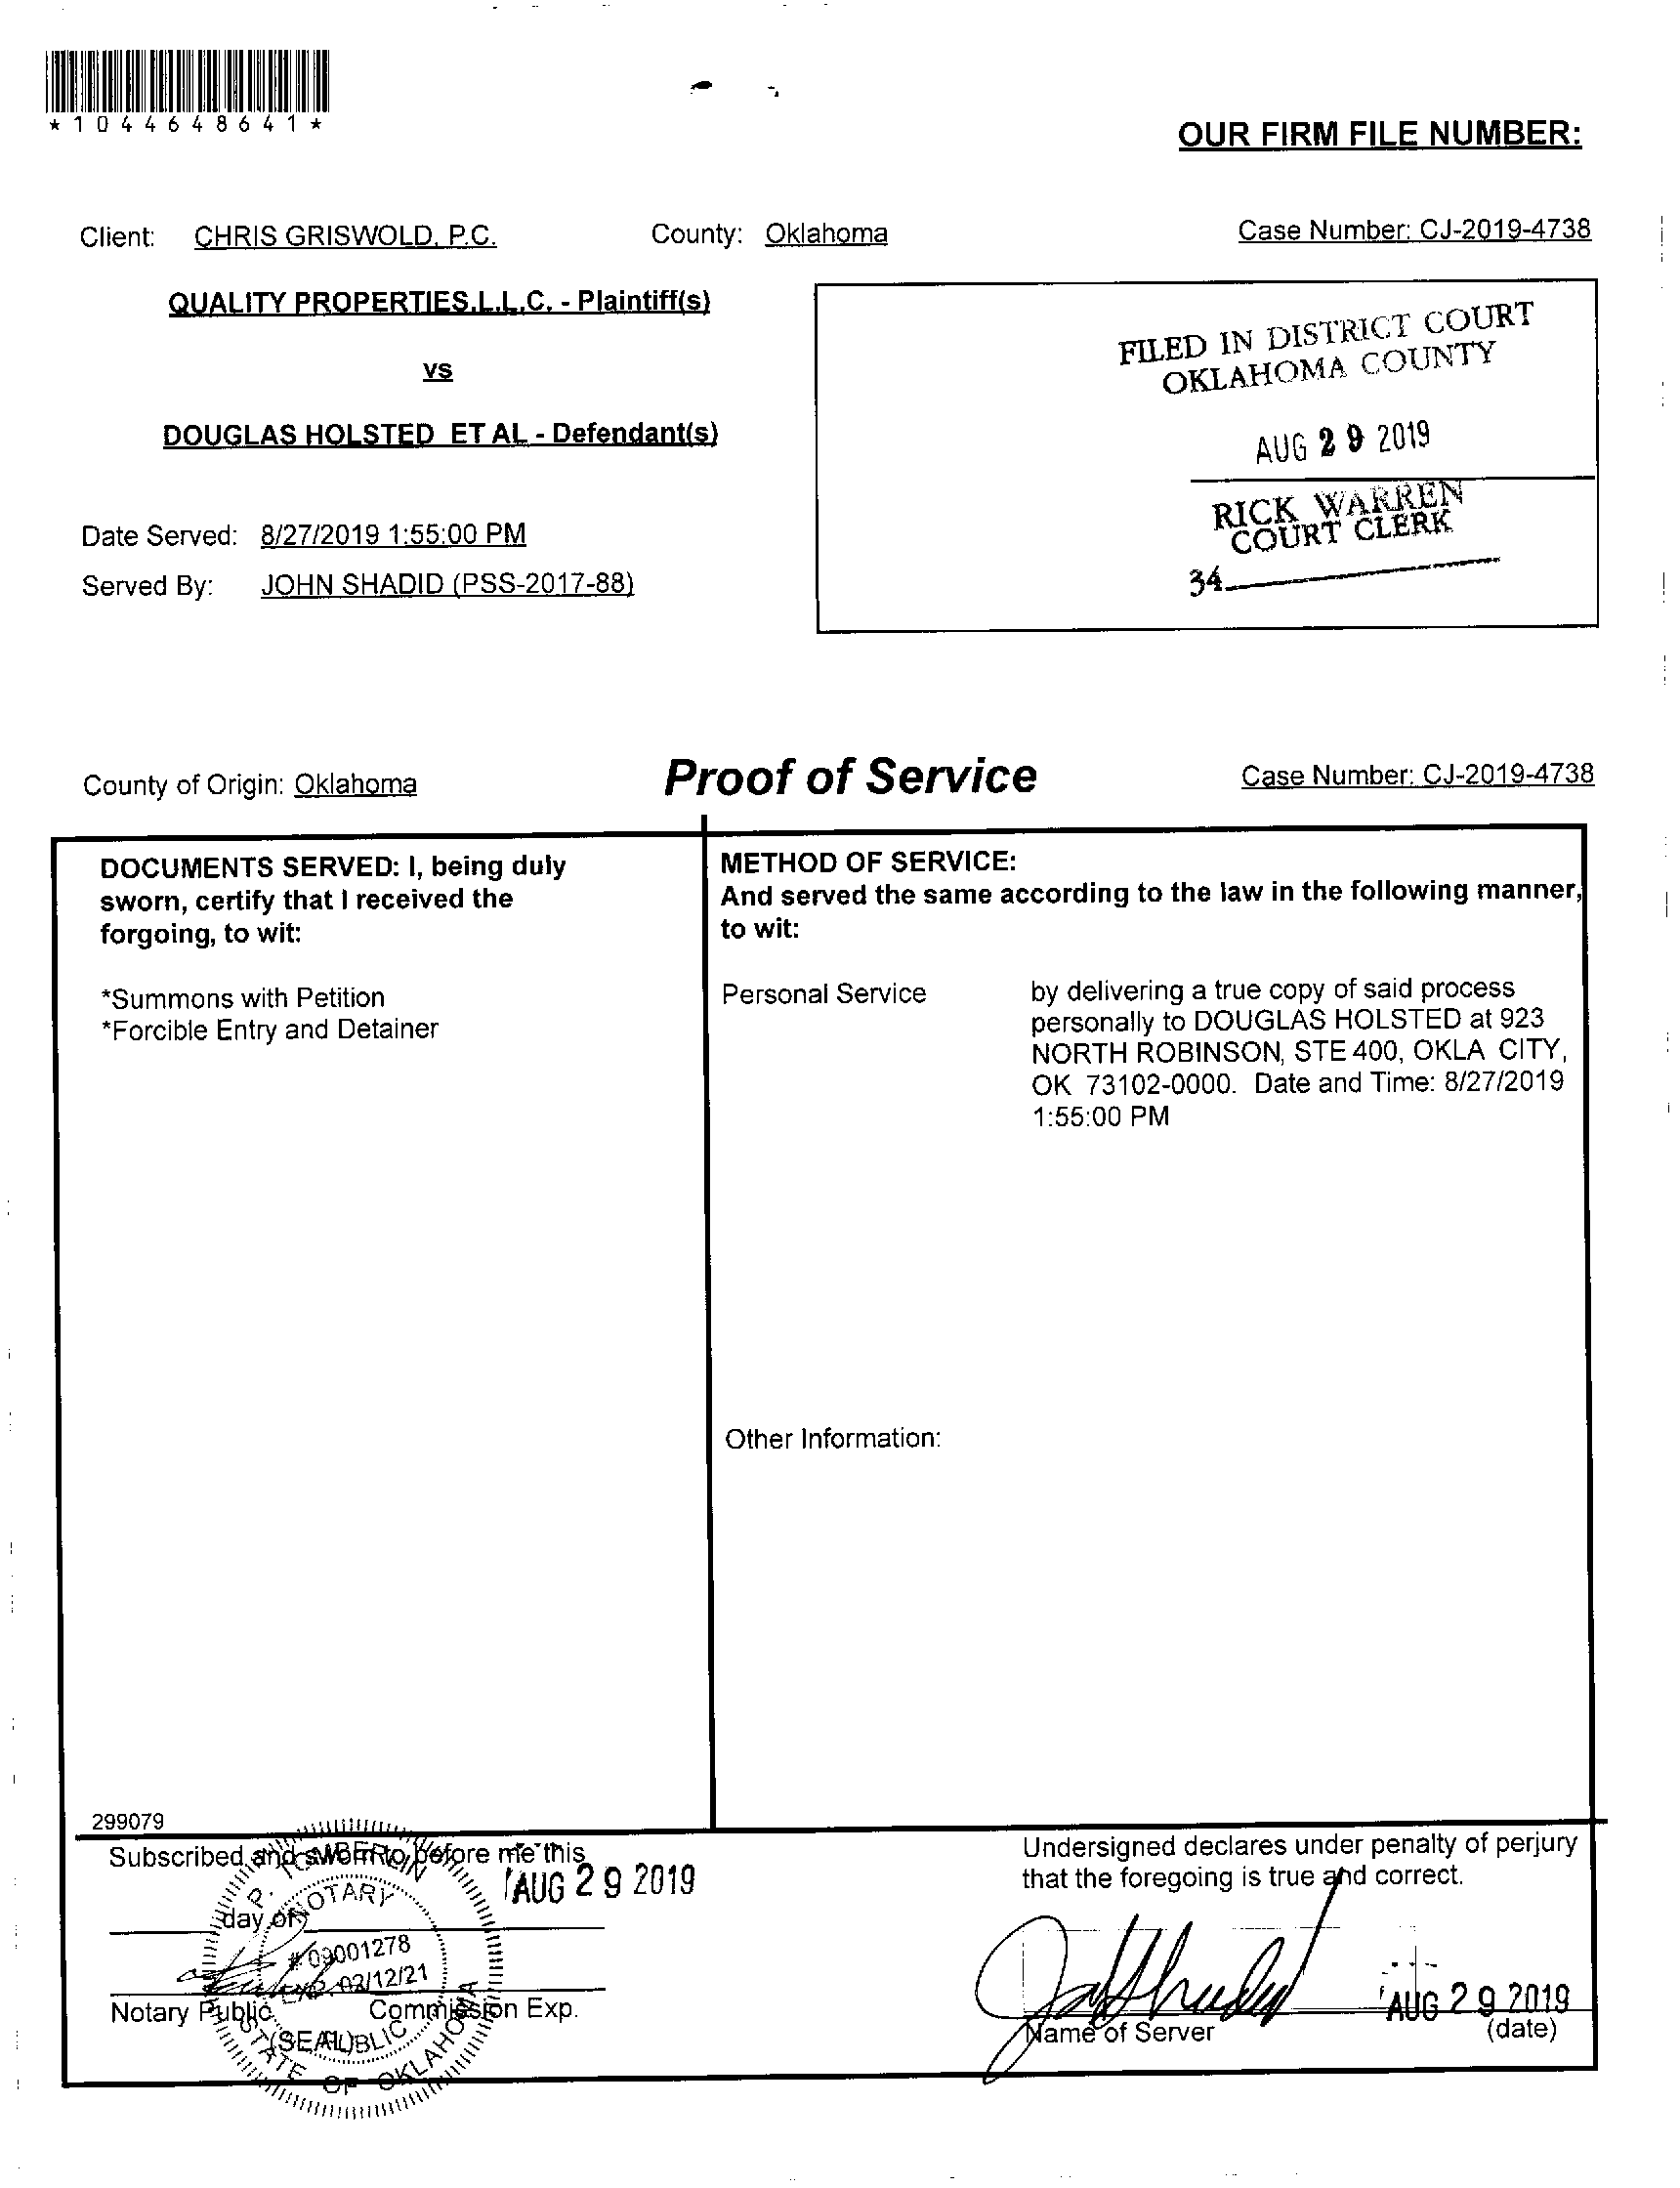 *1044648641*
OUR FIRM FILE NUMBER:
Client: CHRIS GRISWOLD, P.C. County: Oklahoma Case Number: CJ-2019-4738
QUALITY PROPERTIES,L.L.C. - Plaintiff(s)
vs
DOUGLAS HOLSTED ET AL - Defendant(s)
FILED IN DISTRICT COURT
OKLAHOMA COUNTY
AUG 29 2019
RICK WARREN
COURT CLERK
34
Date Served: 8/27/2019 1:55:00 PM
Served By: JOHN SHADID (PSS-2017-88)
County of Origin: Oklahoma Proof of Service Case Number: CJ-2019-4738
DOCUMENTS SERVED: I, being duly
sworn, certify that I received the
forgoing, to wit:
*Summons with Petition
*Forcible Entry and Detainer
METHOD OF SERVICE:
And served the same according to the law in the following manner,
to wit:
Personal Service
by delivering a true copy of said process
personally to DOUGLAS HOLSTED at 923
NORTH ROBINSON, STE 400, OKLA CITY,
OK 73102-0000. Date and Time: 8/27/2019
1:55:00 PM
Other Information:
299079
Subscribed and sworn to before me this
AUG 29 2019
day of
Notary Public Commission Exp.
(SEAL)
P. TOMBERLIN
NOTARY
# 09001278
EXP. 02/12/21
PUBLIC
STATE OF OKLAHOMA
Undersigned declares under penalty of perjury
that the foregoing is true and correct.
AUG 29 2019
Name of Server (date)